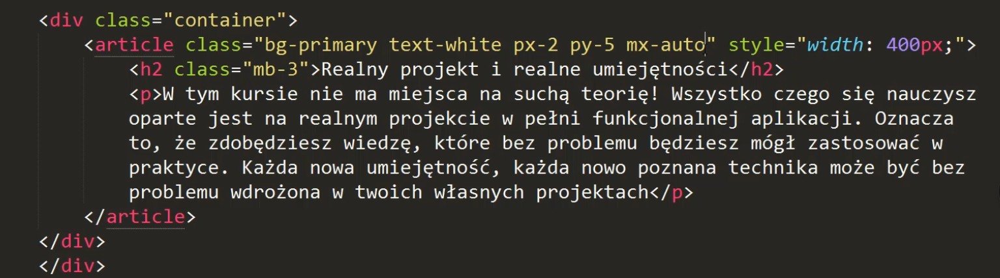 <div class="container">
<article class="bg-primary text-white px-2 py-5 mx-auto" style="width: 400px;">
<h2 class="mb-3">Realny projekt i realne umiejętności</h2>
<p>W tym kursie nie ma miejsca na suchą teorię! Wszystko czego się nauczysz
oparte jest na realnym projekcie w pełni funkcjonalnej aplikacji. Oznacza
to, że zdobędziesz wiedzę, które bez problemu będziesz mógł zastosować w
praktyce. Każda nowa umiejętność, każda nowo poznana technika może być bez
problemu wdrożona w twoich własnych projektach</p>
</article>
</div>
</div>